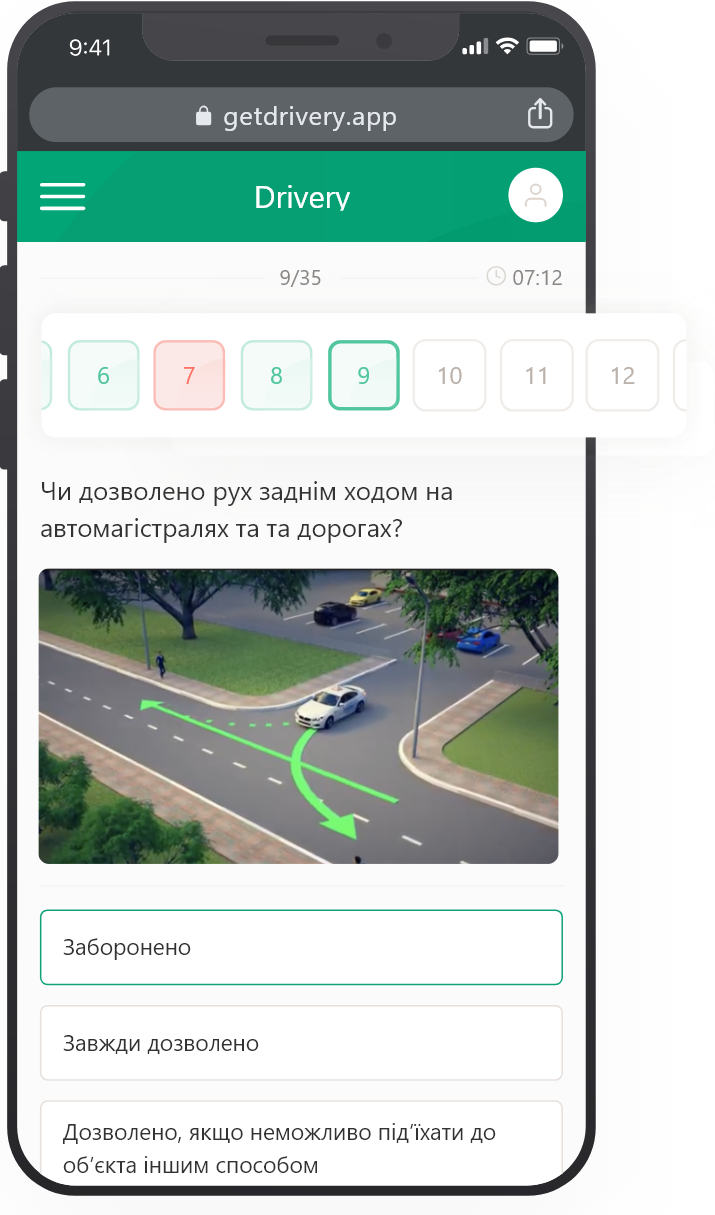 9:41
getdrivery.app
Drivery
9/35
07:12
6 7 8 9 10 11 12
Чи дозволено рух заднім ходом на
автомагістралях та та дорогах?
Заборонено
Завжди дозволено
Дозволено, якщо неможливо під’їхати до
об‘єкта іншим способом